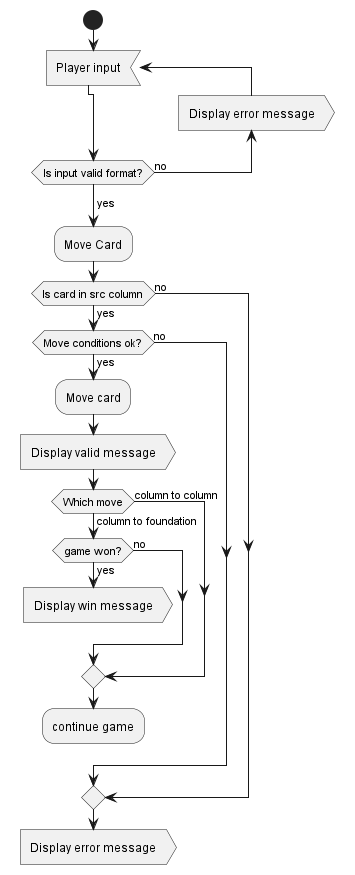 Player input
Display error message
Is input valid format?
no
yes
Move Card
Is card in src column
no
yes
Move conditions ok?
no
yes
Move card
Display valid message
Which move
column to column
column to foundation
game won?
no
yes
Display win message
continue game
Display error message